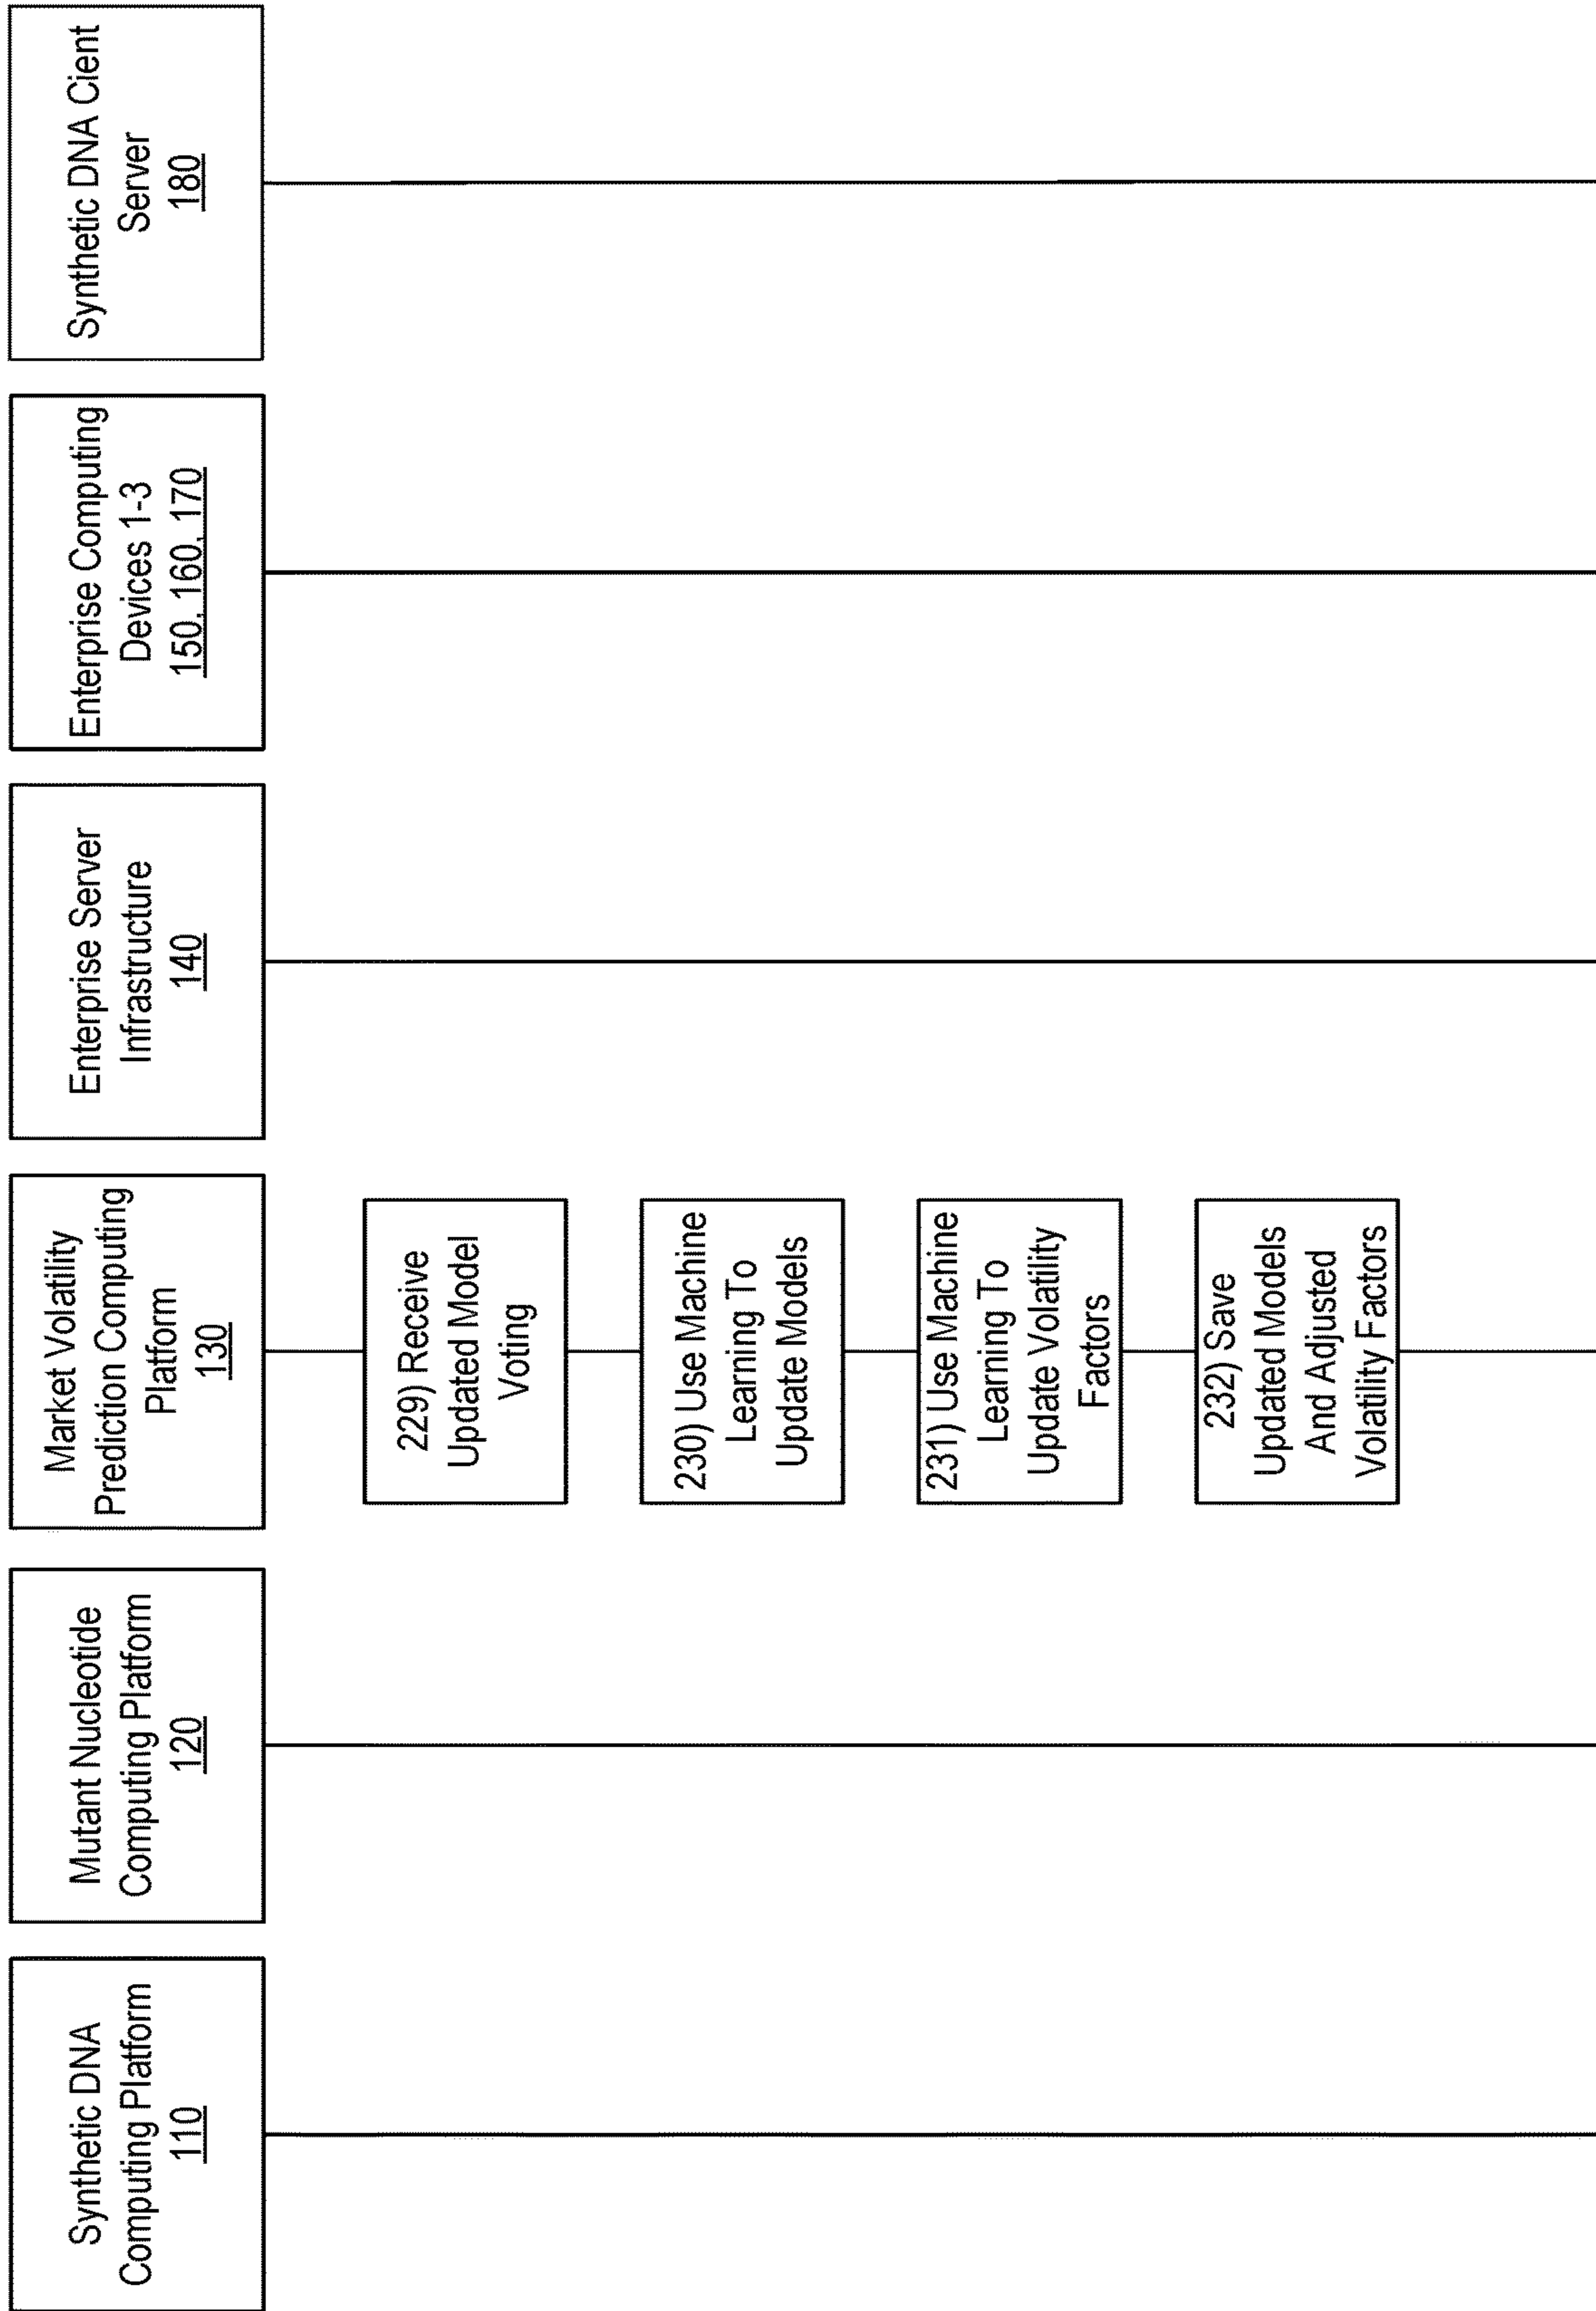 Synthetic DNA
Computing Platform
110
Mutant Nucleotide
Computing Platform
120
Market Volatility
Prediction Computing
Platform
130
Enterprise Server
Infrastructure
140
Enterprise Computing
Devices 1-3
150, 160, 170
Synthetic DNA Cient
Server
180
229) Receive
Updated Model
Voting
230) Use Machine
Learning To
Update Models
231) Use Machine
Learning To
Update Volatility
Factors
232) Save
Updated Models
And Adjusted
Volatility Factors